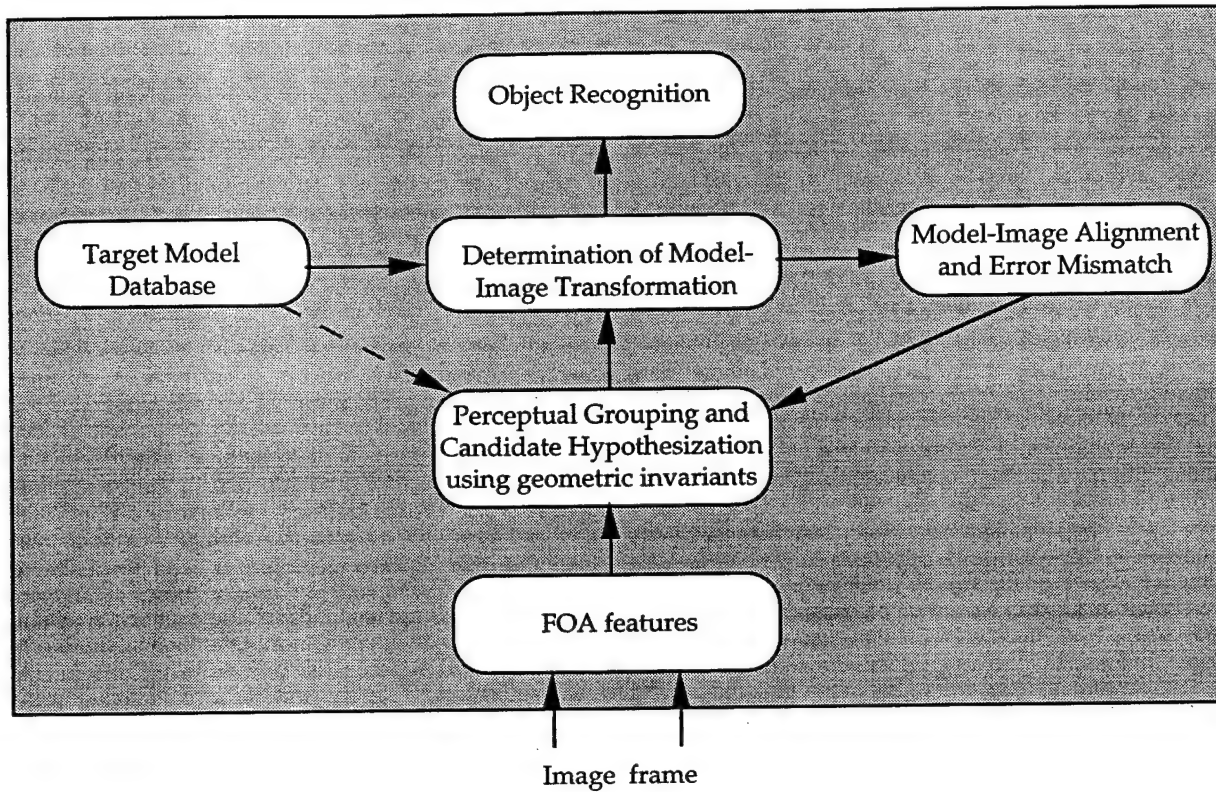 Object Recognition
Target Model
Database
Determination of Model-
Image Transformation
Model-Image Alignment
and Error Mismatch
Perceptual Grouping and
Candidate Hypothesization
using geometric invariants
FOA features
Image frame